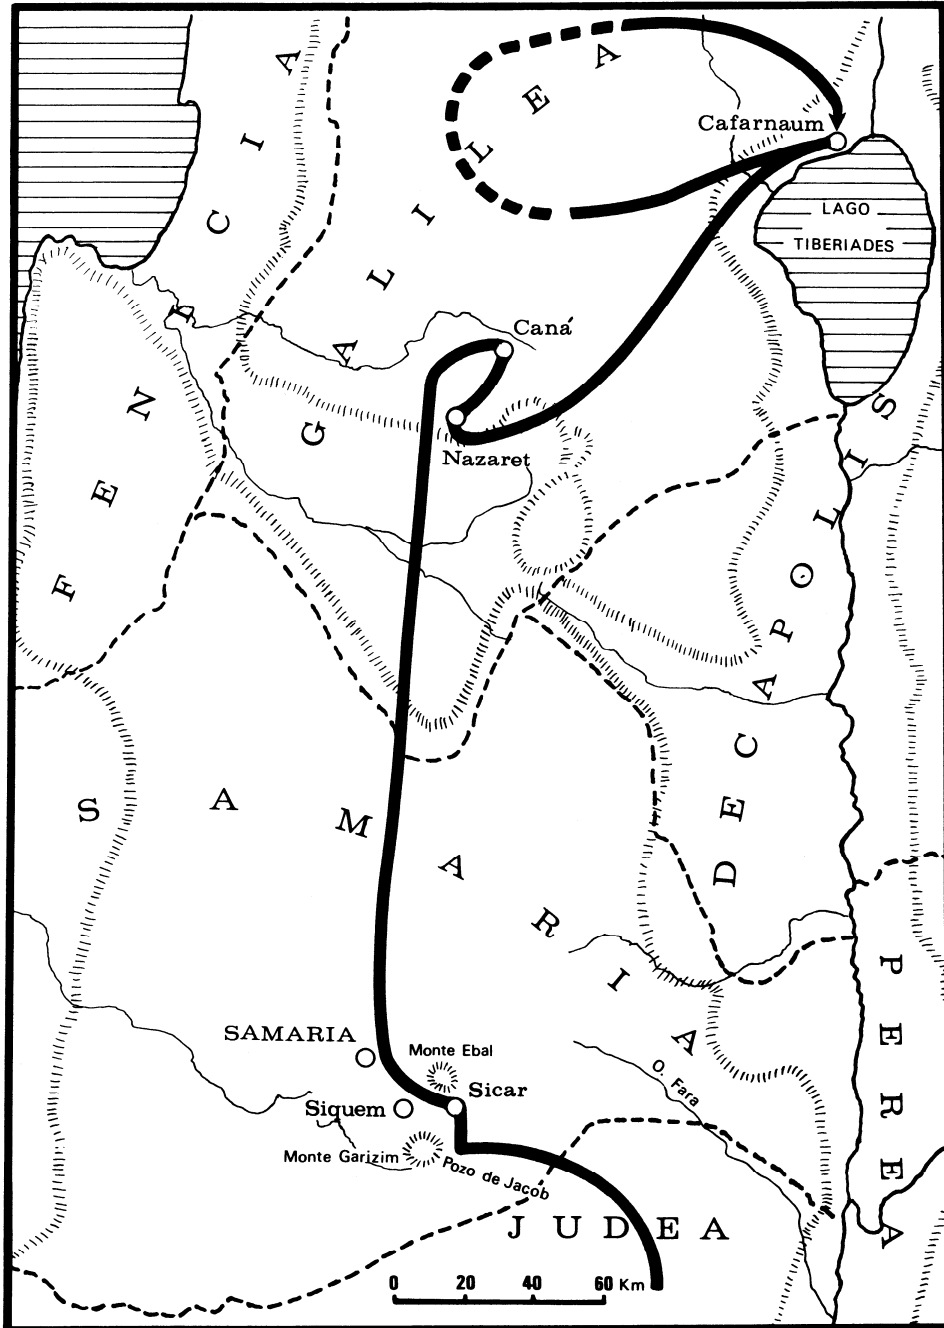 FENICIA
GALILEA
Cafarnaum
LAGO
TIBERIADES
Caná
Nazaret
DECAPOLIS
SAMARIA
PEREA
SAMARIA
Monte Ebal
Sicar
Siquem
Monte Garizim
Pozo de Jacob
O. Fara
JUDEA
0 20 40 60 Km